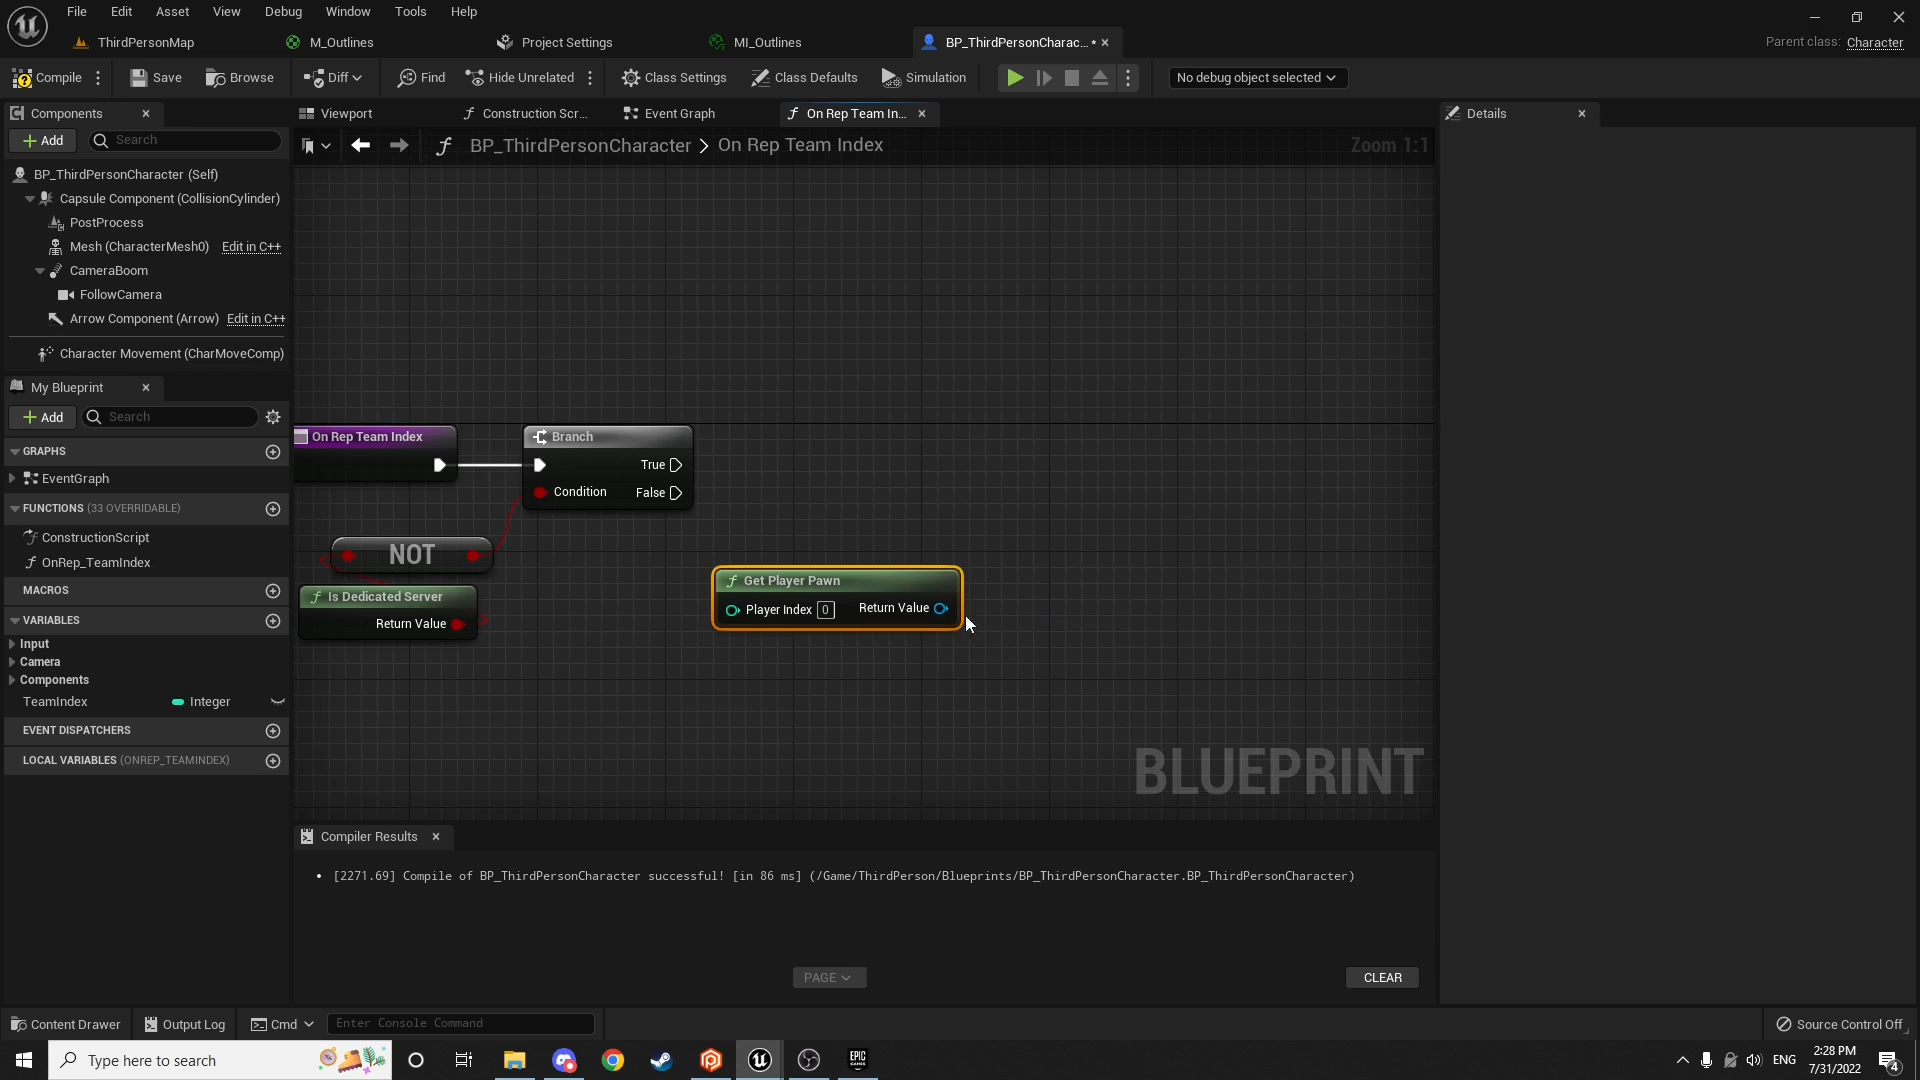 File Edit Asset View Debug Window Tools Help
ThirdPersonMap M_Outlines Project Settings MI_Outlines BP_ThirdPersonCharac... •
Parent class: Character
Compile Save Browse Diff Find Hide Unrelated Class Settings Class Defaults Simulation No debug object selected
Components
Viewport Construction Scr... Event Graph On Rep Team In...
Details
Add Search
BP_ThirdPersonCharacter > On Rep Team Index
Zoom 1:1
BP_ThirdPersonCharacter (Self)
Capsule Component (CollisionCylinder)
PostProcess
Mesh (CharacterMesh0) Edit in C++
CameraBoom
FollowCamera
Arrow Component (Arrow) Edit in C++
Character Movement (CharMoveComp)
My Blueprint
Add Search
GRAPHS
EventGraph
FUNCTIONS (33 OVERRIDABLE)
ConstructionScript
OnRep_TeamIndex
MACROS
VARIABLES
Input
Camera
Components
TeamIndex Integer
EVENT DISPATCHERS
LOCAL VARIABLES (ONREP_TEAMINDEX)
On Rep Team Index
Branch
True
Condition False
NOT
Is Dedicated Server
Return Value
Get Player Pawn
Player Index 0 Return Value
BLUEPRINT
Compiler Results
• [2271.69] Compile of BP_ThirdPersonCharacter successful! [in 86 ms] (/Game/ThirdPerson/Blueprints/BP_ThirdPersonCharacter.BP_ThirdPersonCharacter)
PAGE
CLEAR
Content Drawer Output Log Cmd Enter Console Command
Source Control Off
Type here to search
EPIC GAMES
ENG
2:28 PM
7/31/2022
4